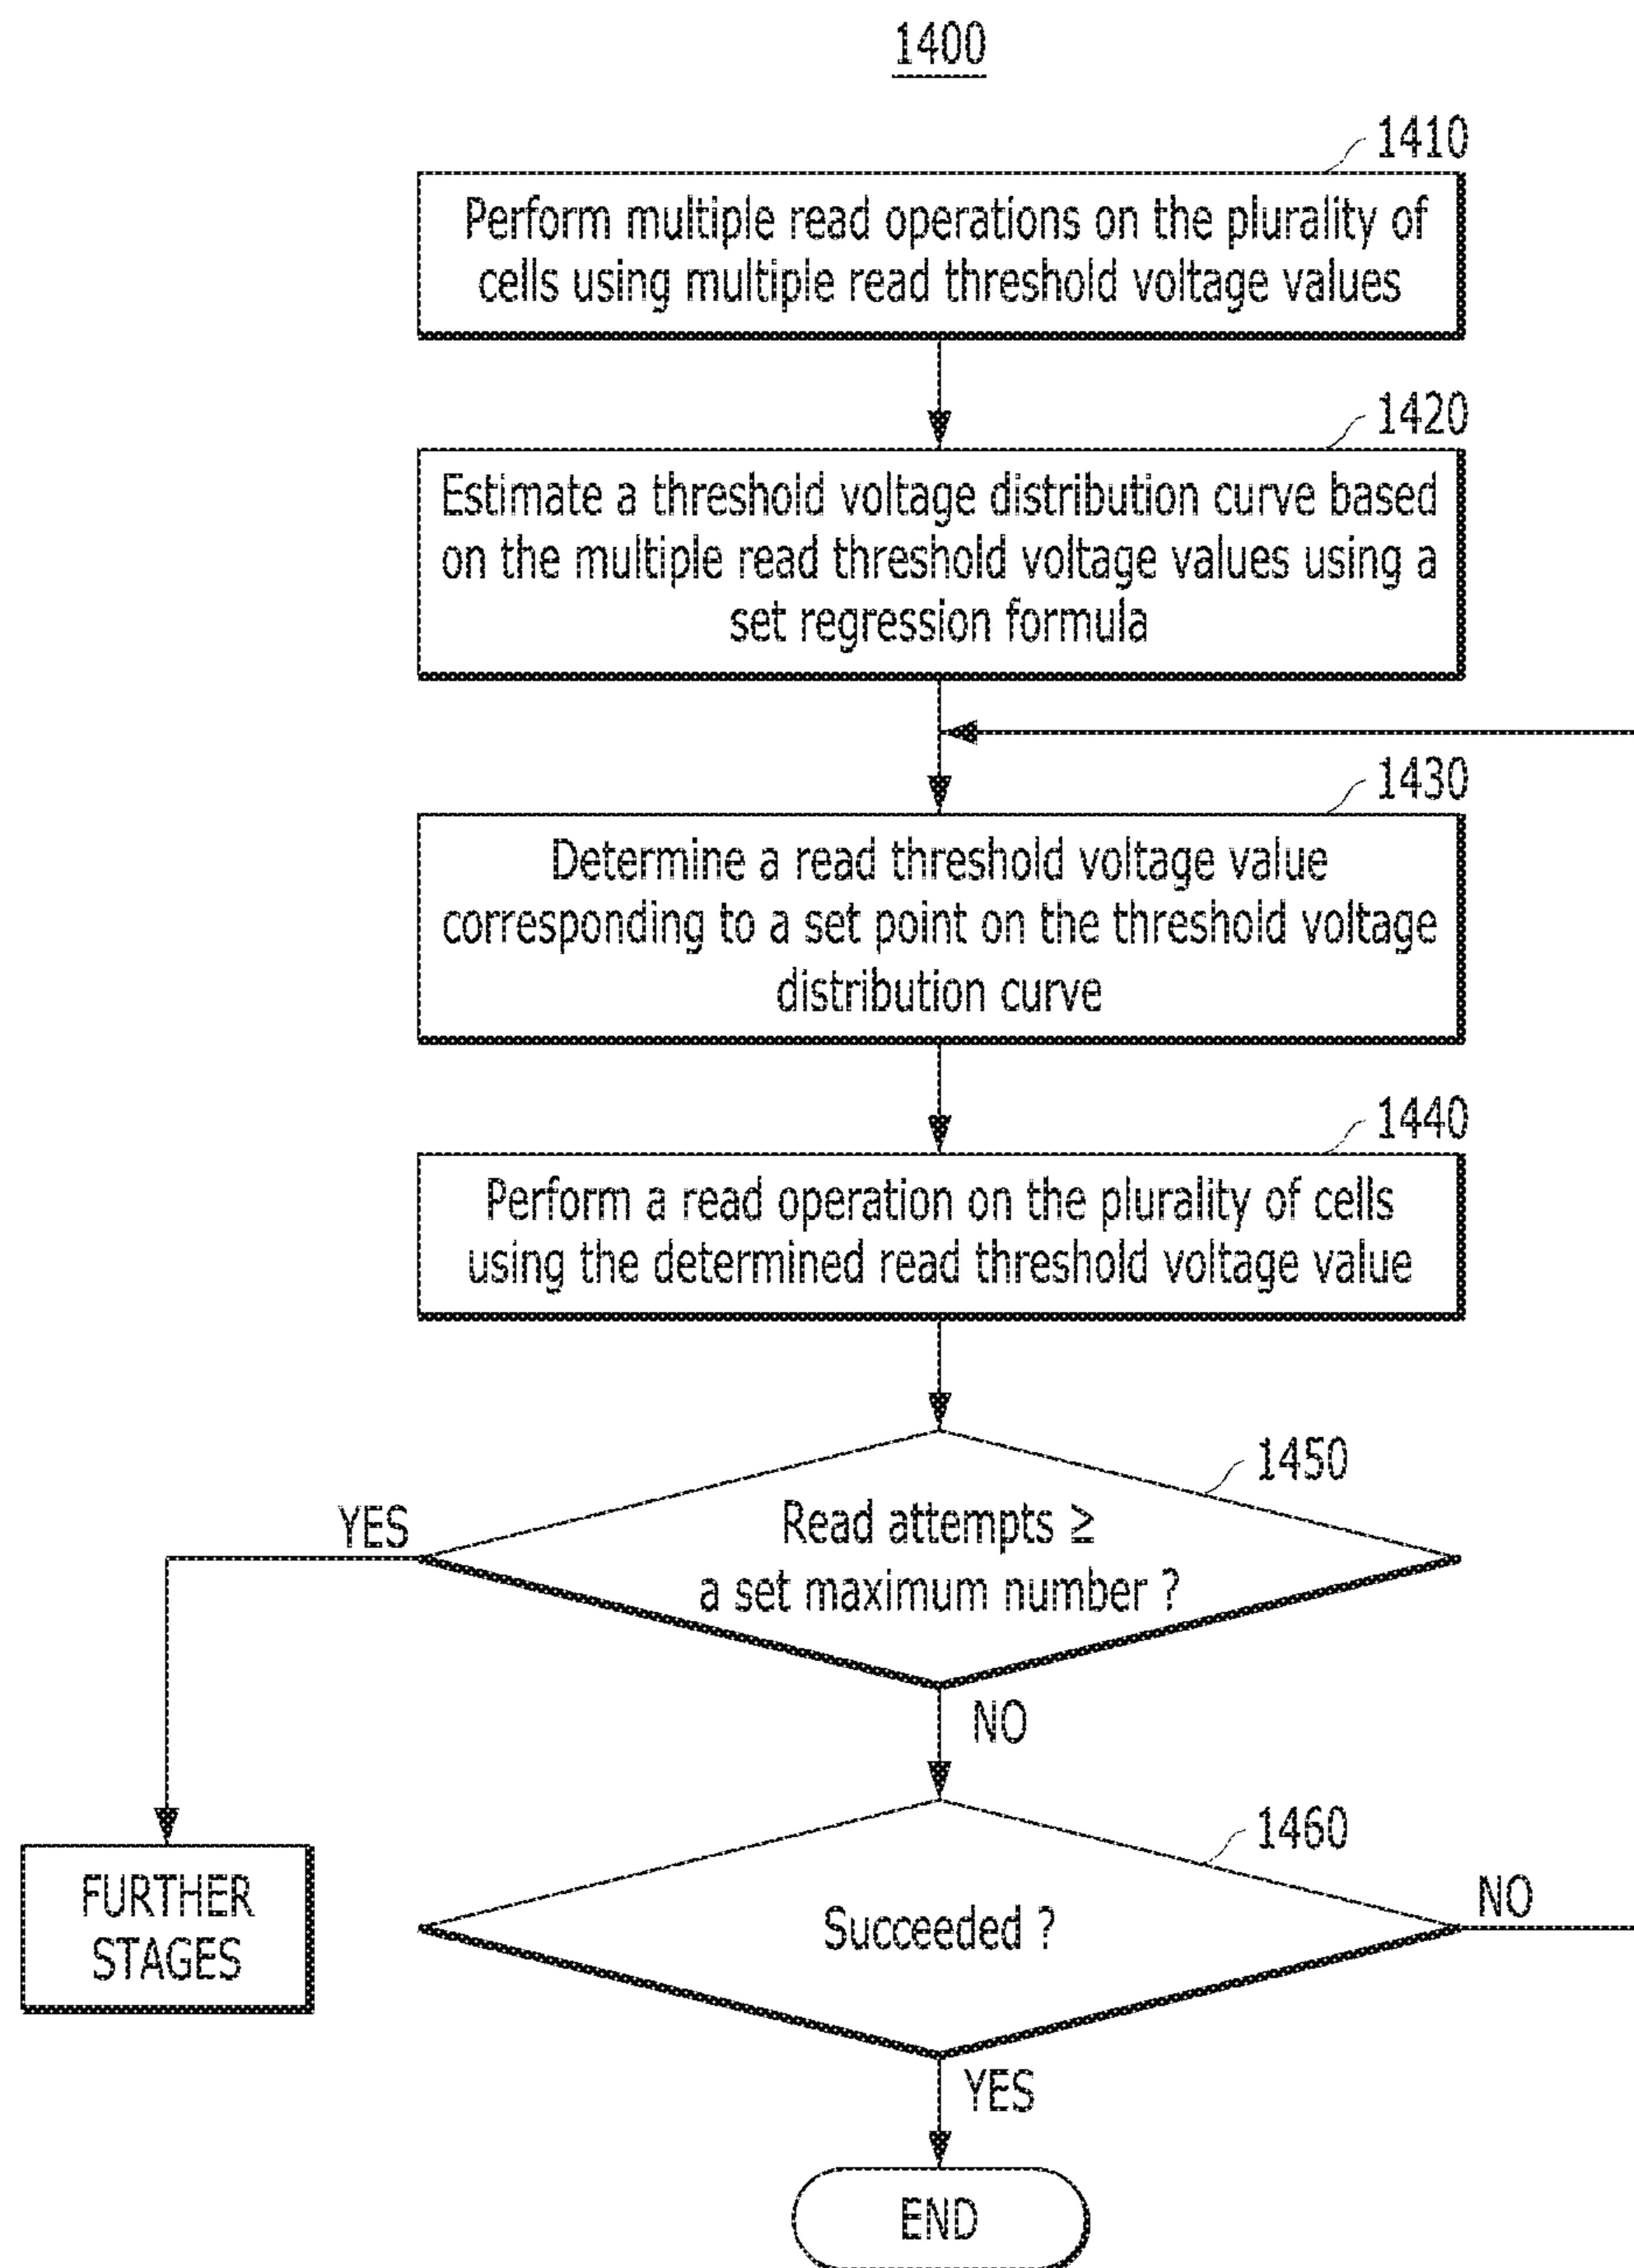 1400
1410
Perform multiple read operations on the plurality of
cells using multiple read threshold voltage values
1420
Estimate a threshold voltage distribution curve based
on the multiple read threshold voltage values using a
set regression formula
1430
Determine a read threshold voltage value
corresponding to a set point on the threshold voltage
distribution curve
1440
Perform a read operation on the plurality of cells
using the determined read threshold voltage value
1450
YES
Read attempts ≥
a set maximum number ?
NO
1460
FURTHER
STAGES
Succeeded ?
NO
YES
END